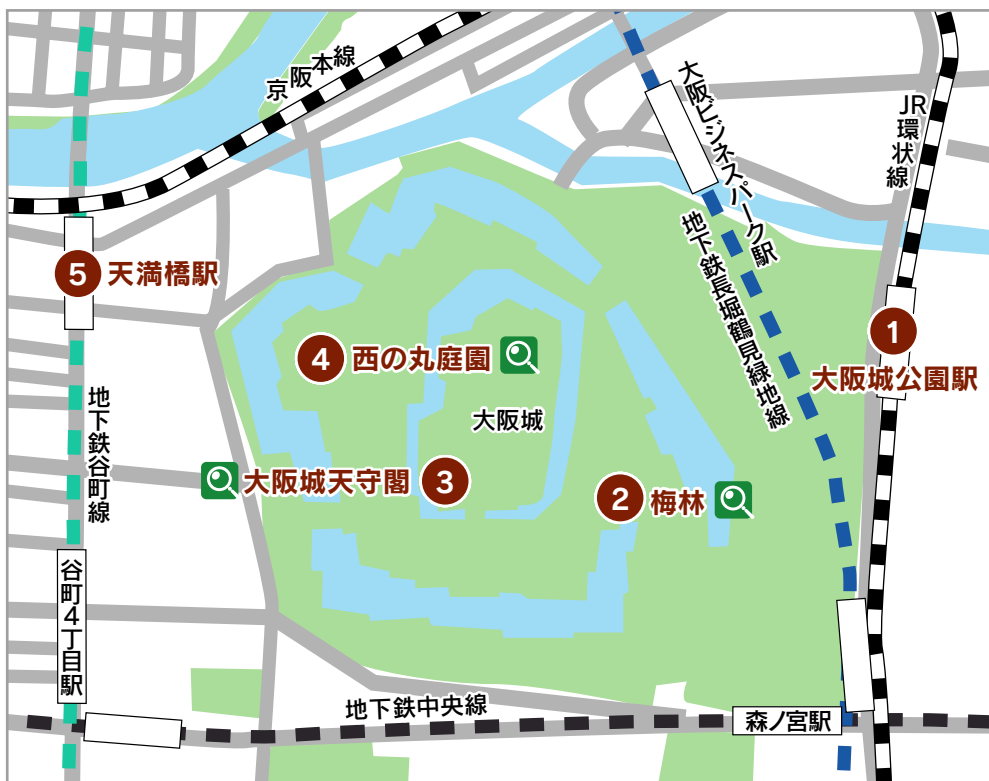 京阪本線
大阪ビジネスパーク駅
JR環状線
地下鉄長堀鶴見緑地線
5 天満橋駅
1
大阪城公園駅
4 西の丸庭園
大阪城
地下鉄谷町線
大阪城天守閣 3
2 梅林
谷町4丁目駅
地下鉄中央線
森ノ宮駅